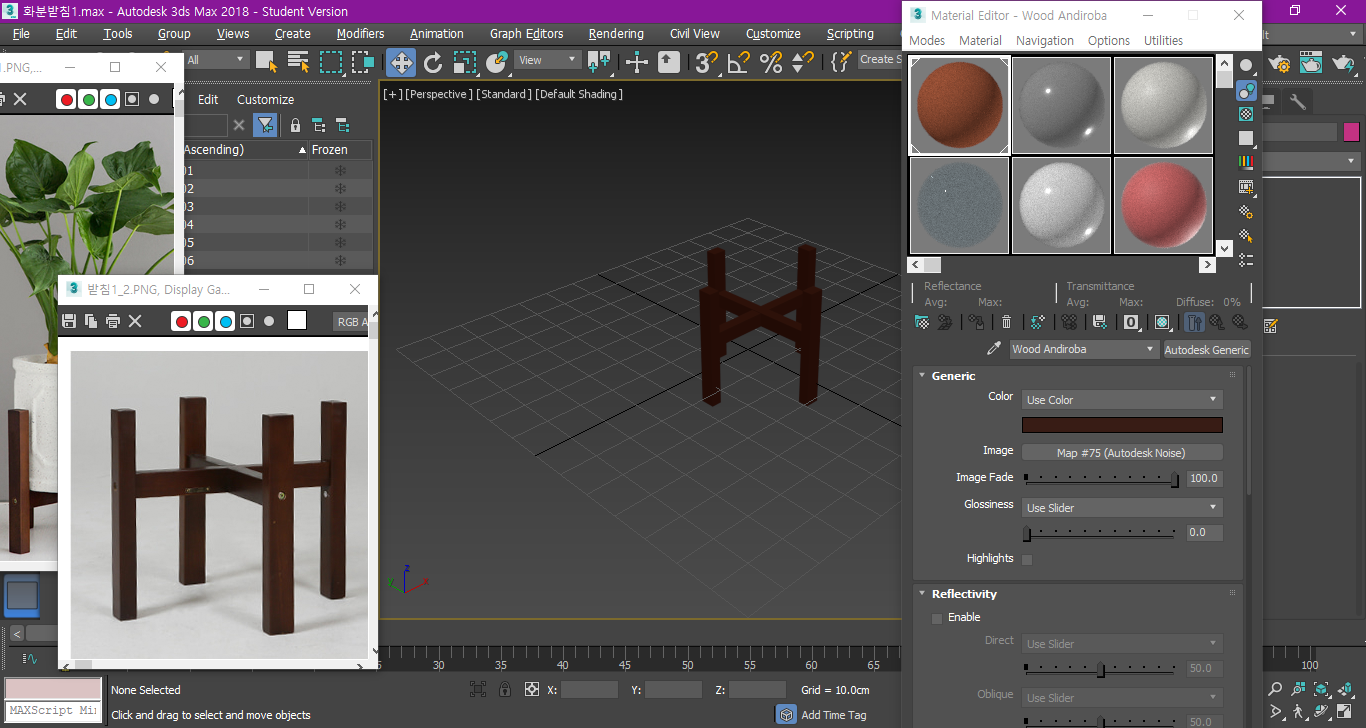 화분받침1.max - Autodesk 3ds Max 2018 - Student Version
File Edit Tools Group Views Create Modifiers Animation Graph Editors Rendering Civil View Customize Scripting
All
View
Create S
1.PNG,...
Edit Customize
Ascending)
Frozen
01
02
03
04
05
06
[+] [Perspective ] [Standard ] [Default Shading ]
받침1_2.PNG, Display Ga...
RGB A
z
x
y
Material Editor - Wood Andiroba
Modes Material Navigation Options Utilities
Reflectance
Avg: Max:
Transmittance
Avg: Max: Diffuse: 0%
Wood Andiroba
Autodesk Generic
Generic
Color Use Color
Image Map #75 (Autodesk Noise)
Image Fade 100.0
Glossiness Use Slider
0.0
Highlights
Reflectivity
Enable
Direct Use Slider
50.0
Oblique Use Slider
50.0
30 35 40 45 50 55 60 65 100
None Selected
X: Y: Z: Grid = 10.0cm
MAXScript Mi
Click and drag to select and move objects
Add Time Tag